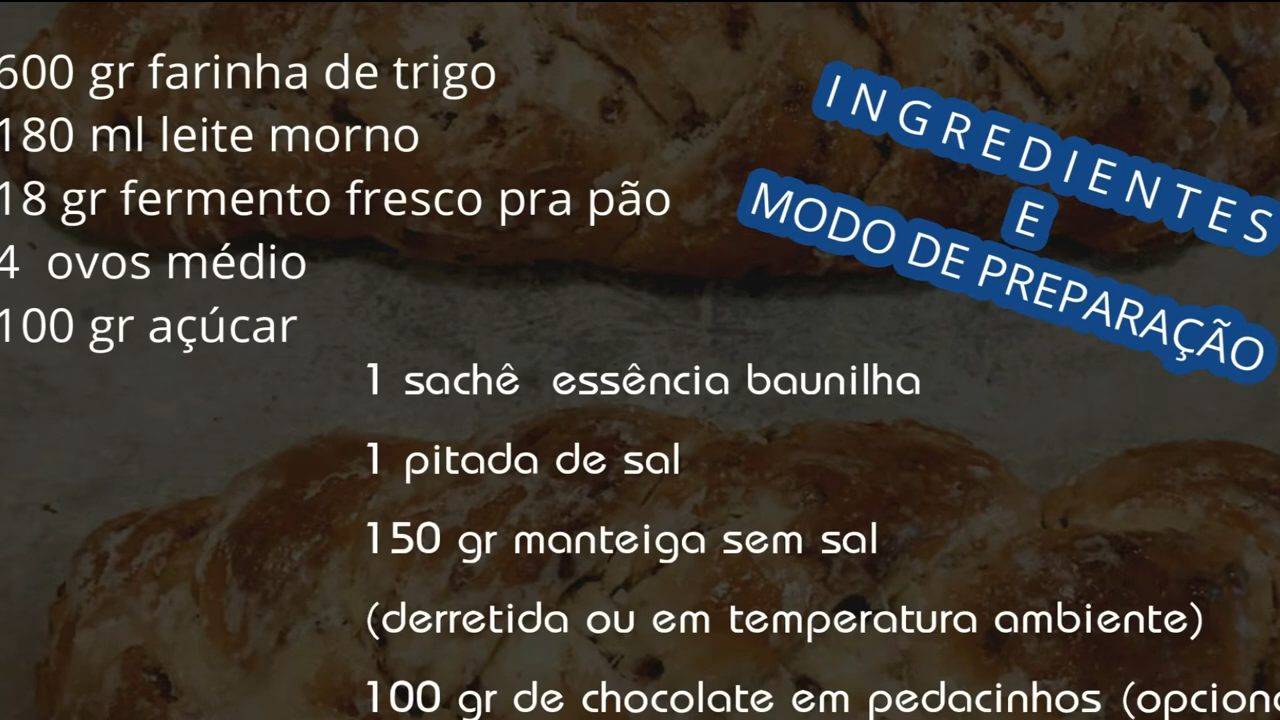 600 gr farinha de trigo
180 ml leite morno
18 gr fermento fresco pra pão
4 ovos médio
100 gr açúcar
INGREDIENTES
E
MODO DE PREPARAÇÃO
1 sachê essência baunilha
1 pitada de sal
150 gr manteiga sem sal
(derretida ou em temperatura ambiente)
100 gr de chocolate em pedacinhos